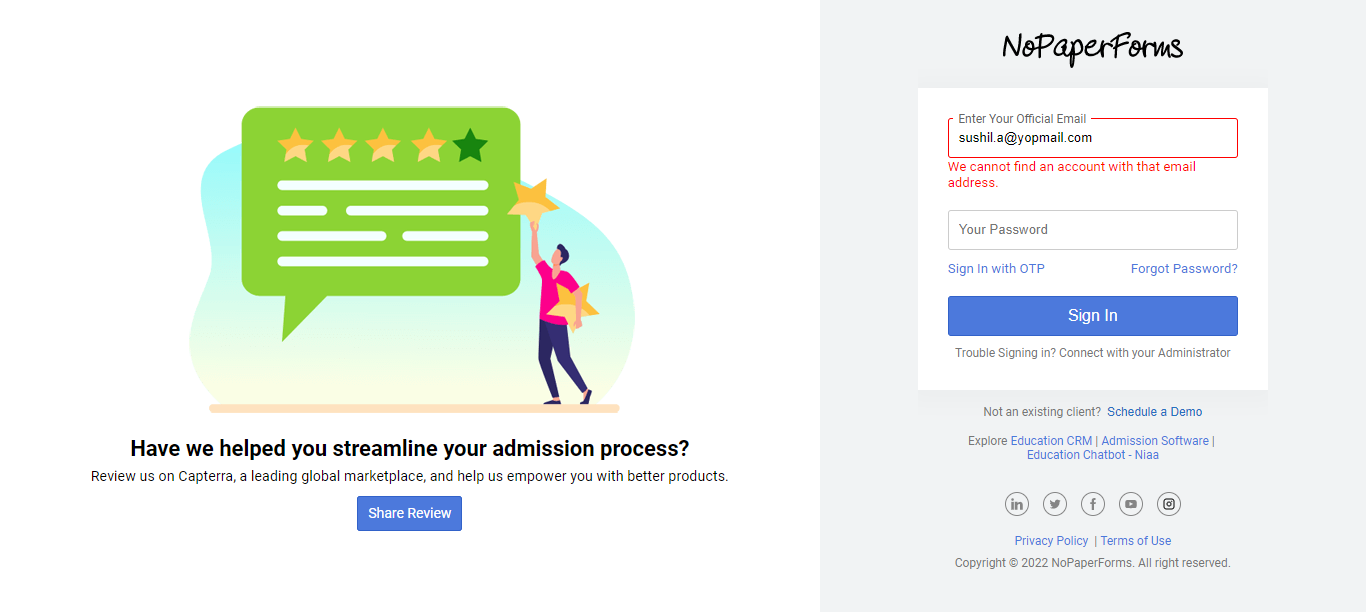 Have we helped you streamline your admission process?
Review us on Capterra, a leading global marketplace, and help us empower you with better products.
Share Review
NoPaperForms
Enter Your Official Email
sushil.a@yopmail.com
We cannot find an account with that email
address.
Your Password
Sign In with OTP
Forgot Password?
Sign In
Trouble Signing in? Connect with your Administrator
Not an existing client? Schedule a Demo
Explore Education CRM | Admission Software |
Education Chatbot - Niaa
Privacy Policy | Terms of Use
Copyright © 2022 NoPaperForms. All right reserved.